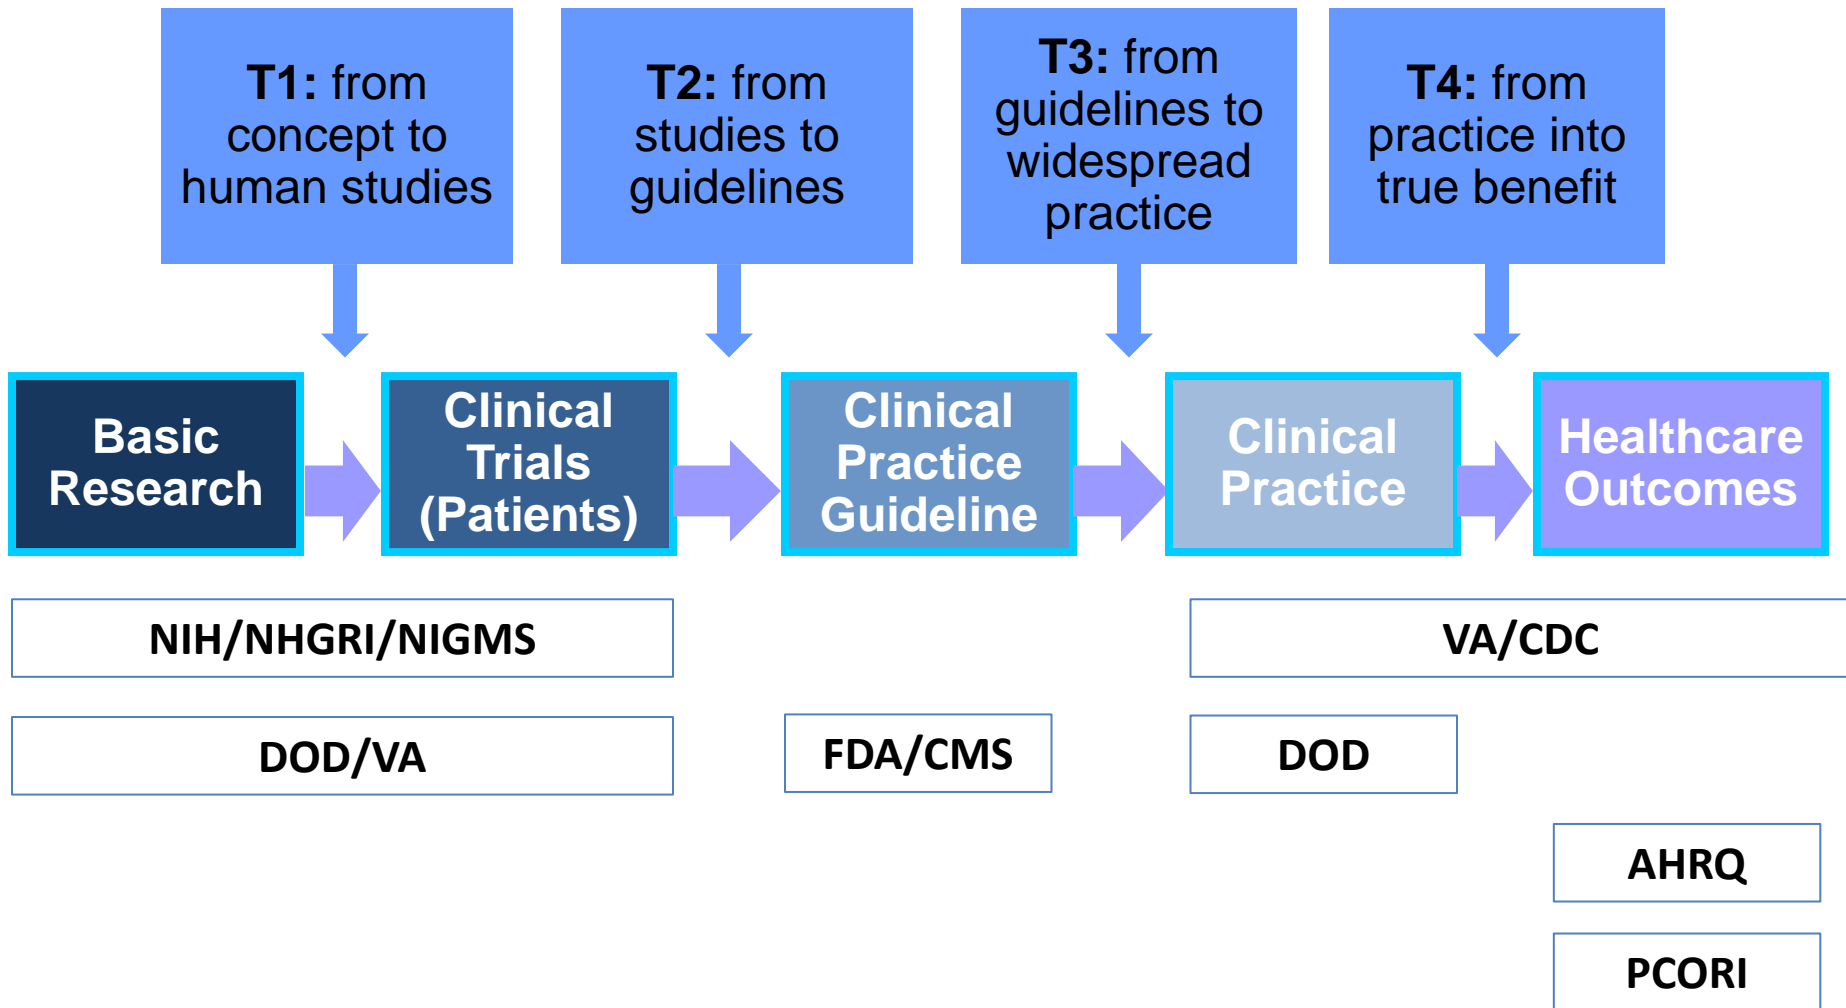 T1: from
concept to
human studies
T2: from
studies to
guidelines
T3: from
guidelines to
widespread
practice
T4: from
practice into
true benefit
Basic
Research
Clinical
Trials
(Patients)
Clinical
Practice
Guideline
Clinical
Practice
Healthcare
Outcomes
NIH/NHGRI/NIGMS
VA/CDC
DOD/VA
FDA/CMS
DOD
AHRQ
PCORI